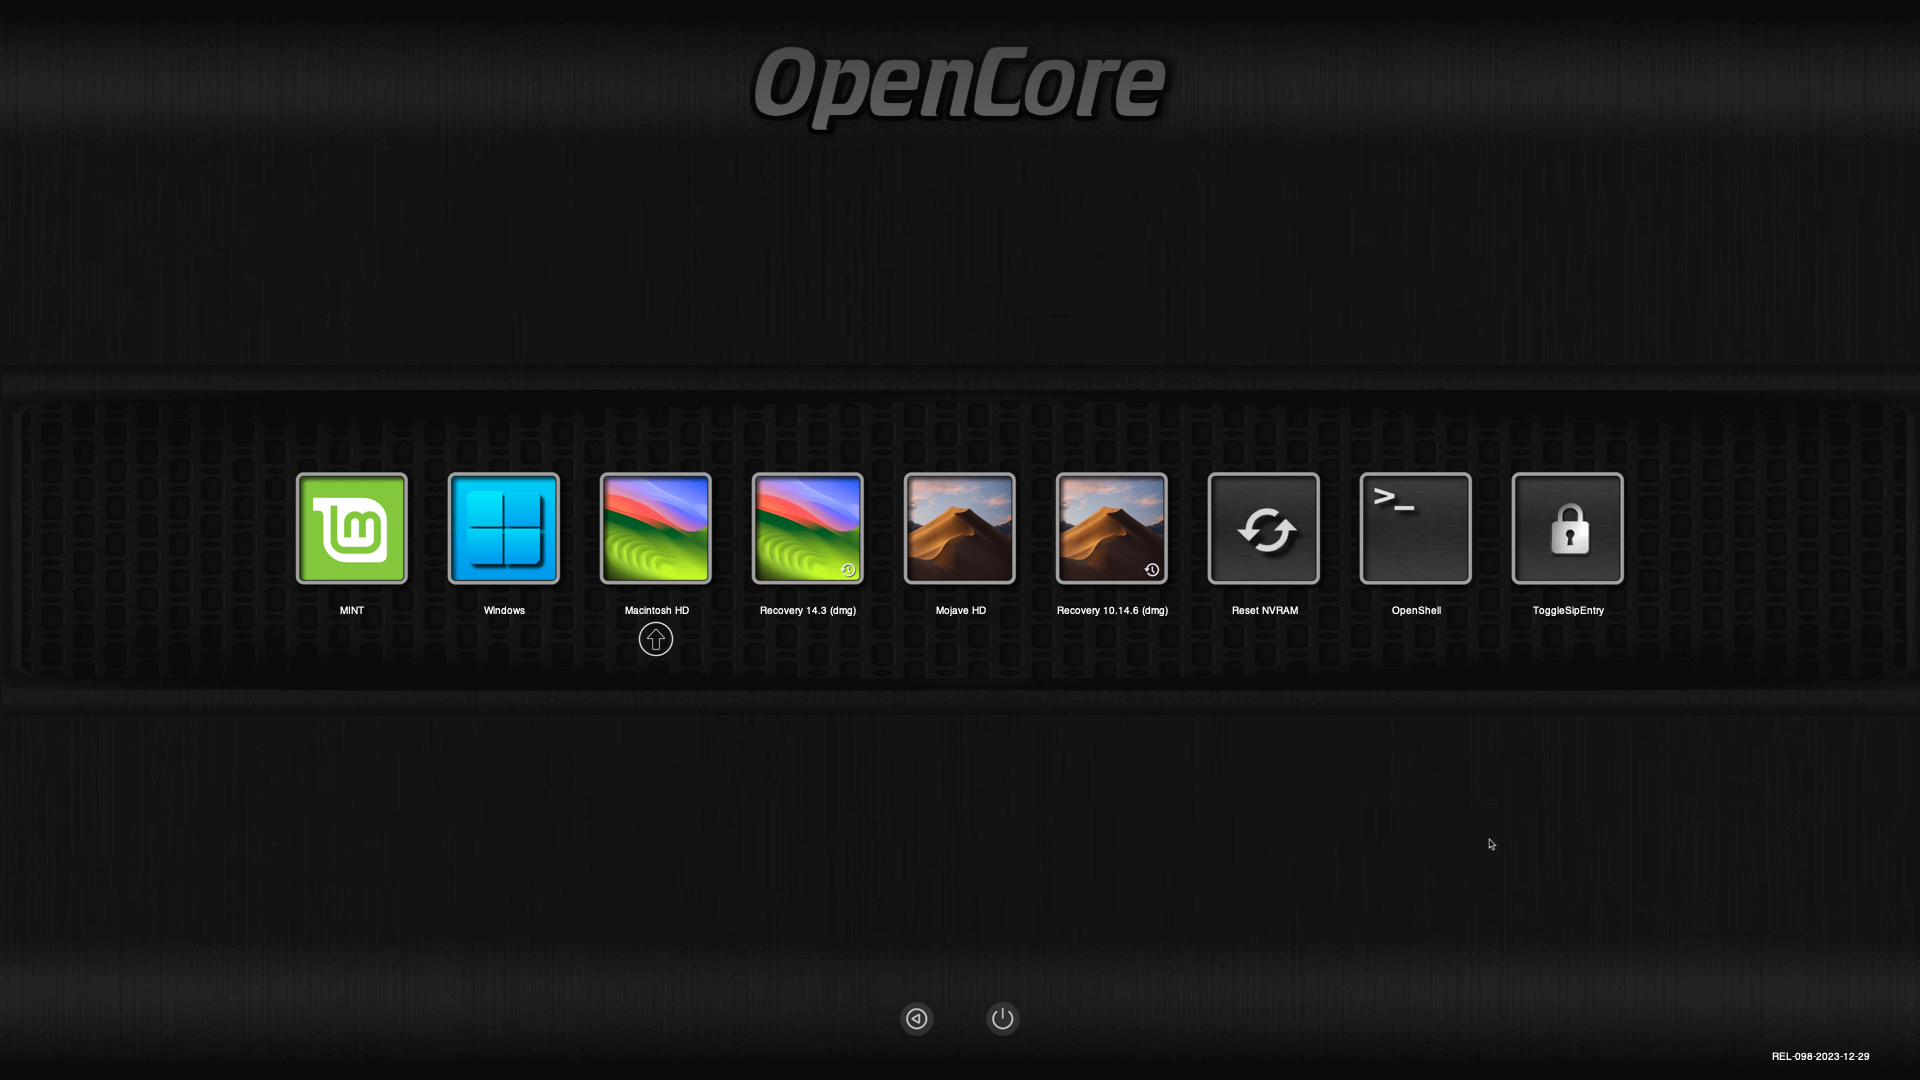 OpenCore
MINT
Windows
Macintosh HD
Recovery 14.3 (dmg)
Mojave HD
Recovery 10.14.6 (dmg)
Reset NVRAM
>_
OpenShell
ToggleSipEntry
REL-098-2023-12-29